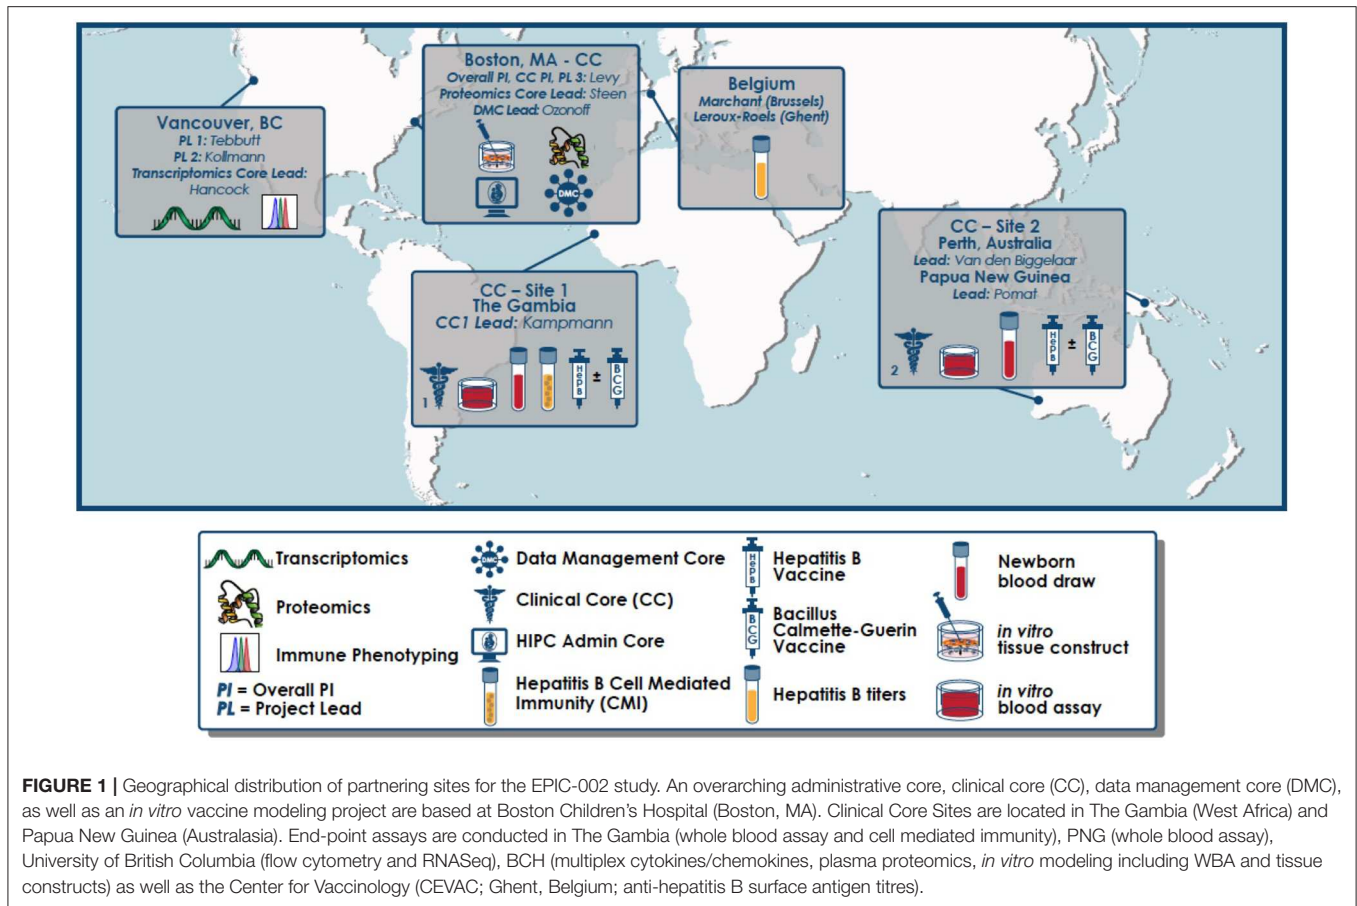 Boston, MA - CC
Overall PI, CC PI, PL 3: Levy
Proteomics Core Lead: Steen
DMC Lead: Ozonoff
DMC
Belgium
Marchant (Brussels)
Leroux-Roels (Ghent)
Vancouver, BC
PL 1: Tebbutt
PL 2: Kollmann
Transcriptomics Core Lead:
Hancock
CC – Site 1
The Gambia
CC1 Lead: Kampmann
1
HepB
±
BCG
CC – Site 2
Perth, Australia
Lead: Van den Biggelaar
Papua New Guinea
Lead: Pomat
2
HepB
±
BCG
Transcriptomics
Proteomics
Immune Phenotyping
PI = Overall PI
PL = Project Lead
DMC
Data Management Core
Clinical Core (CC)
HIPC Admin Core
Hepatitis B Cell Mediated
Immunity (CMI)
HepB
Hepatitis B
Vaccine
BCG
Bacillus
Calmette-Guerin
Vaccine
Hepatitis B titers
Newborn
blood draw
in vitro
tissue construct
in vitro
blood assay
FIGURE 1 | Geographical distribution of partnering sites for the EPIC-002 study. An overarching administrative core, clinical core (CC), data management core (DMC),
as well as an in vitro vaccine modeling project are based at Boston Children's Hospital (Boston, MA). Clinical Core Sites are located in The Gambia (West Africa) and
Papua New Guinea (Australasia). End-point assays are conducted in The Gambia (whole blood assay and cell mediated immunity), PNG (whole blood assay),
University of British Columbia (flow cytometry and RNASeq), BCH (multiplex cytokines/chemokines, plasma proteomics, in vitro modeling including WBA and tissue
constructs) as well as the Center for Vaccinology (CEVAC; Ghent, Belgium; anti-hepatitis B surface antigen titres).